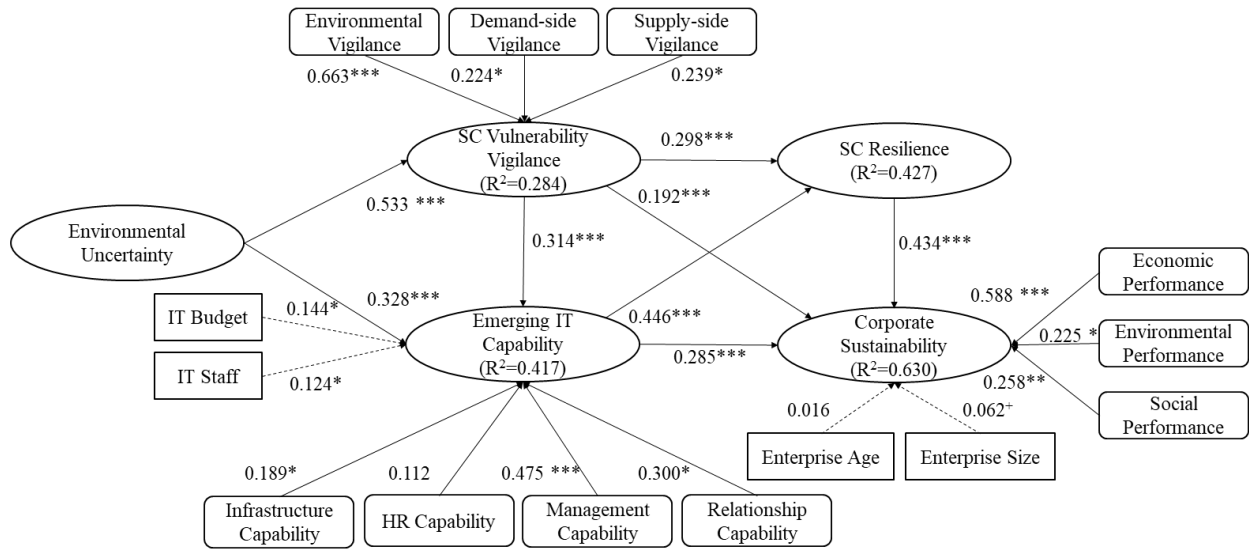 Environmental
Vigilance
Demand-side
Vigilance
Supply-side
Vigilance
0.663***
0.224*
0.239*
SC Vulnerability
Vigilance
(R²=0.284)
0.298***
SC Resilience
(R²=0.427)
0.533 ***
0.192***
Environmental
Uncertainty
0.314***
0.434***
Economic
Performance
0.588 ***
IT Budget
0.144*
0.328***
Emerging IT
Capability
(R²=0.417)
0.446***
0.285***
Corporate
Sustainability
(R²=0.630)
0.225 *
Environmental
Performance
IT Staff
0.124*
0.258**
Social
Performance
0.016
0.062⁺
Enterprise Age
Enterprise Size
0.189*
0.112
0.475 ***
0.300*
Infrastructure
Capability
HR Capability
Management
Capability
Relationship
Capability